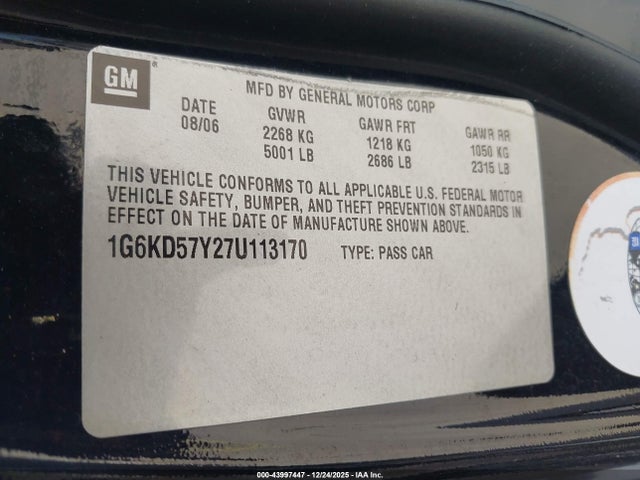 GM
®
MFD BY GENERAL MOTORS CORP
DATE GVWR GAWR FRT GAWR RR
08/06 2268 KG 1218 KG 1050 KG
5001 LB 2686 LB 2315 LB
THIS VEHICLE CONFORMS TO ALL APPLICABLE U.S. FEDERAL MOTOR
VEHICLE SAFETY, BUMPER, AND THEFT PREVENTION STANDARDS IN
EFFECT ON THE DATE OF MANUFACTURE SHOWN ABOVE.
1G6KD57Y27U113170 TYPE: PASS CAR
000-43997447 - 12/24/2025 - IAA Inc.